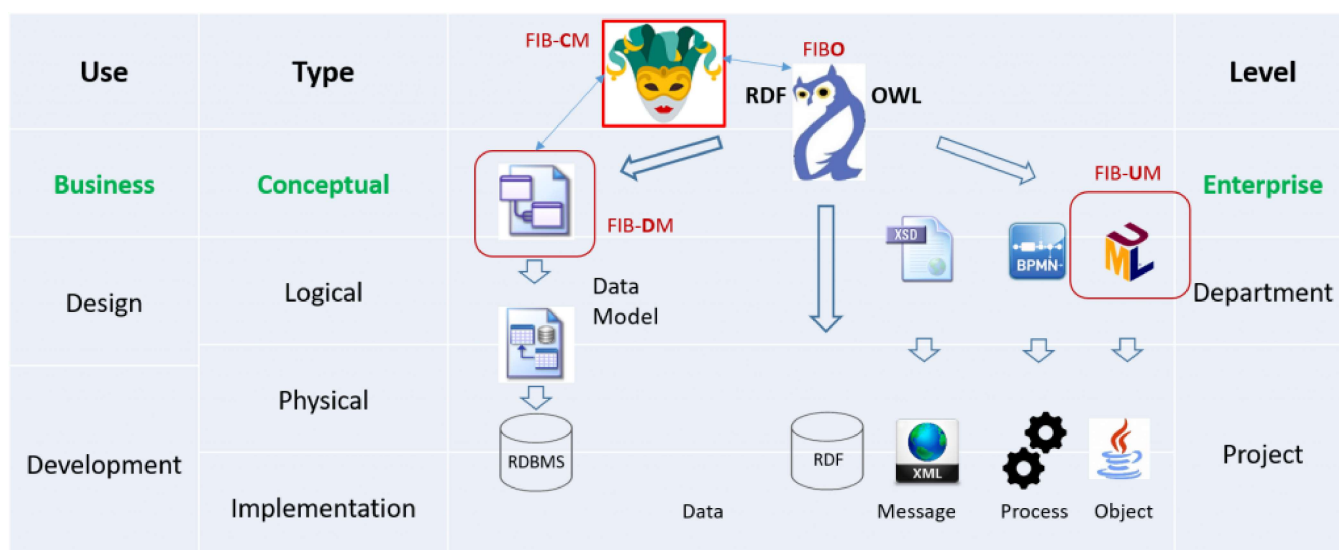 FIB-CM
FIBO
Use
Type
RDF
OWL
Level
Business
Conceptual
FIB-UM
Enterprise
FIB-DM
XSD
BPMN
UML
Design
Logical
Data
Model
Department
Physical
Development
RDBMS
RDF
XML
Project
Implementation
Data
Message
Process
Object